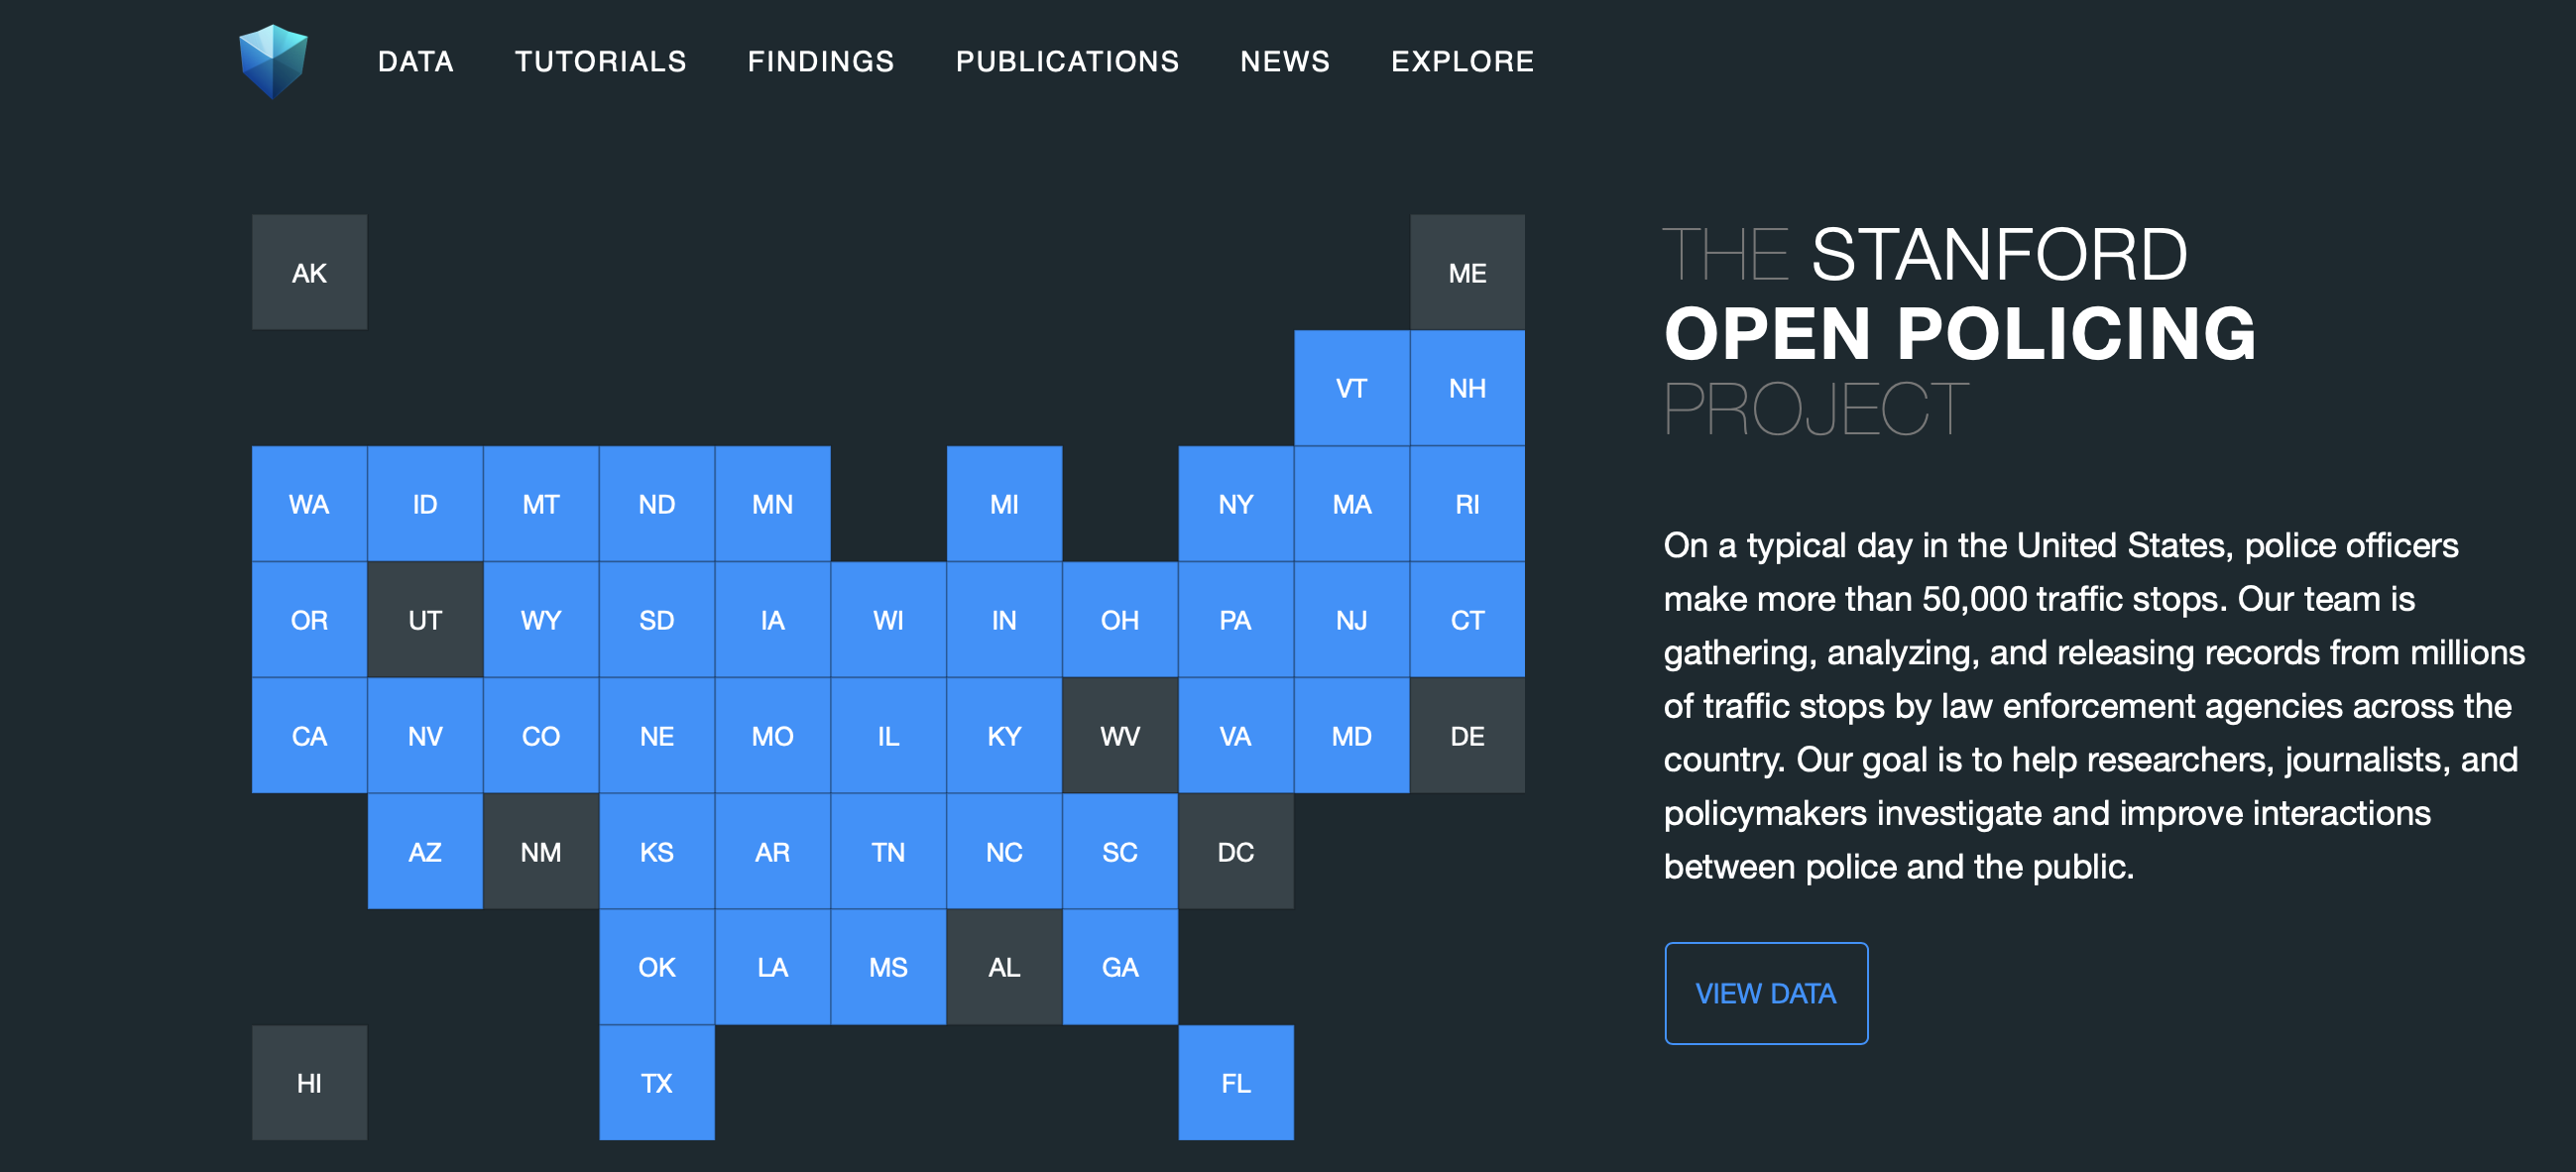 DATA TUTORIALS FINDINGS PUBLICATIONS NEWS EXPLORE
AK ME
VT NH
WA ID MT ND MN MI NY MA RI
OR UT WY SD IA WI IN OH PA NJ CT
CA NV CO NE MO IL KY WV VA MD DE
AZ NM KS AR TN NC SC DC
OK LA MS AL GA
HI TX FL
THE STANFORD
OPEN POLICING
PROJECT
On a typical day in the United States, police officers
make more than 50,000 traffic stops. Our team is
gathering, analyzing, and releasing records from millions
of traffic stops by law enforcement agencies across the
country. Our goal is to help researchers, journalists, and
policymakers investigate and improve interactions
between police and the public.
VIEW DATA